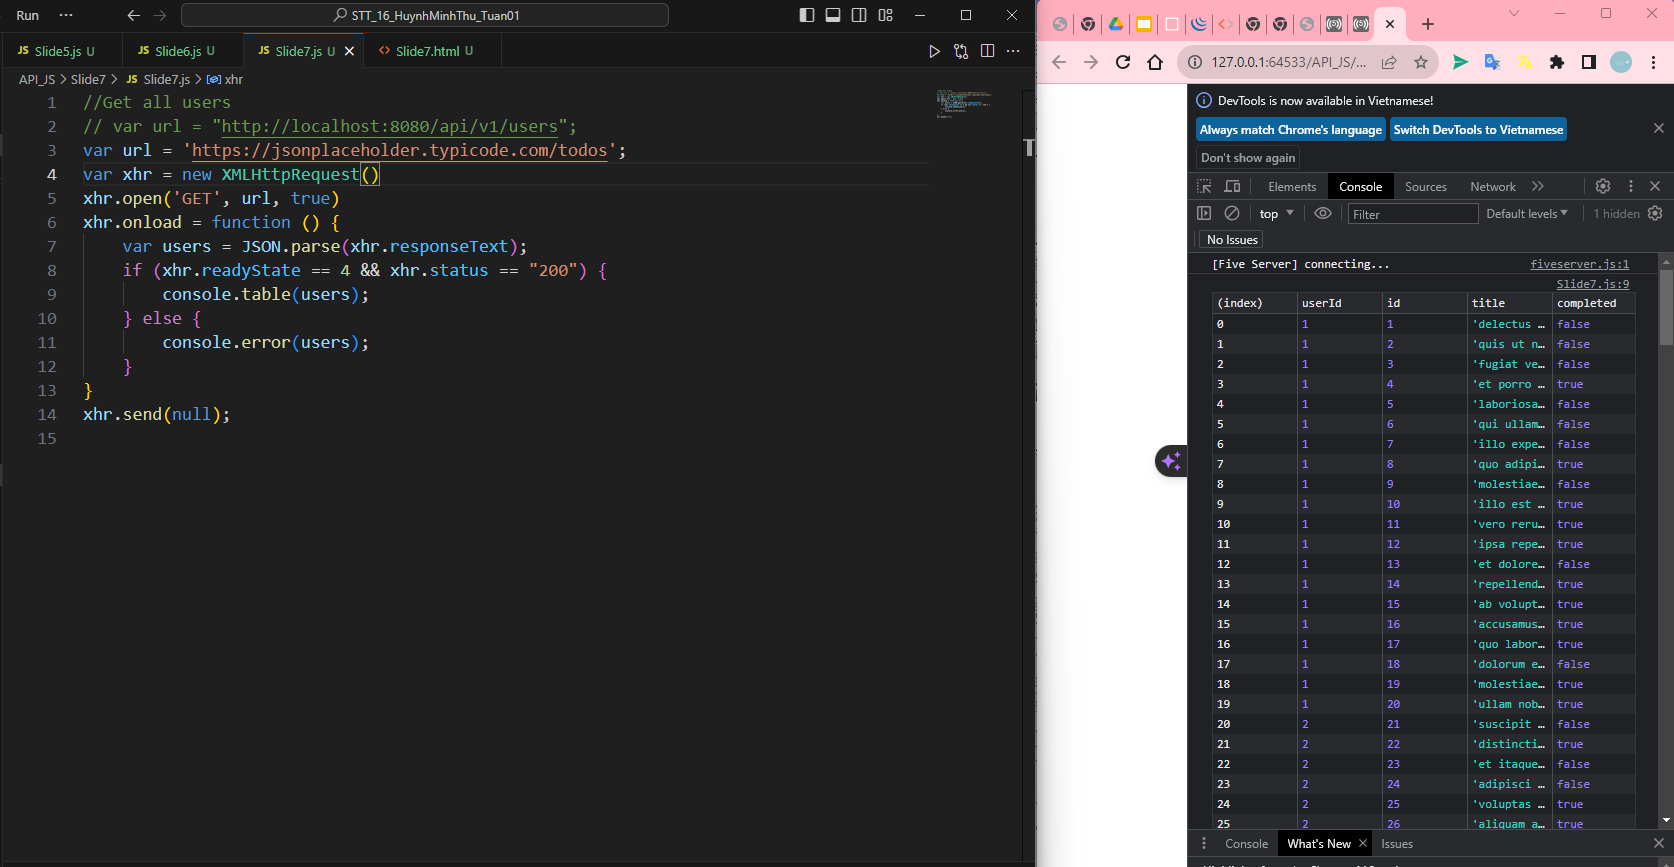 Run ··· STT_16_HuynhMinhThu_Tuan01
JS Slide5.js U JS Slide6.js U JS Slide7.js U <> Slide7.html U
API_JS > Slide7 > JS Slide7.js > xhr
1 //Get all users
2 // var url = "http://localhost:8080/api/v1/users";
3 var url = 'https://jsonplaceholder.typicode.com/todos';
4 var xhr = new XMLHttpRequest()
5 xhr.open('GET', url, true)
6 xhr.onload = function () {
7 var users = JSON.parse(xhr.responseText);
8 if (xhr.readyState == 4 && xhr.status == "200") {
9 console.table(users);
10 } else {
11 console.error(users);
12 }
13 }
14 xhr.send(null);
15
127.0.0.1:64533/API_JS/...
DevTools is now available in Vietnamese!
Always match Chrome's language Switch DevTools to Vietnamese
Don't show again
Elements Console Sources Network
top Filter Default levels 1 hidden
No Issues
[Five Server] connecting... fiveserver.js:1
Slide7.js:9
(index) userId id title completed
0 1 1 'delectus … false
1 1 2 'quis ut n… false
2 1 3 'fugiat ve… false
3 1 4 'et porro … true
4 1 5 'laboriosa… false
5 1 6 'qui ullam… false
6 1 7 'illo expe… false
7 1 8 'quo adipi… true
8 1 9 'molestiae… false
9 1 10 'illo est … true
10 1 11 'vero reru… true
11 1 12 'ipsa repe… true
12 1 13 'et dolore… false
13 1 14 'repellend… true
14 1 15 'ab volupt… true
15 1 16 'accusamus… true
16 1 17 'quo labor… true
17 1 18 'dolorum e… false
18 1 19 'molestiae… true
19 1 20 'ullam nob… true
20 2 21 'suscipit … false
21 2 22 'distincti… true
22 2 23 'et itaque… false
23 2 24 'adipisci … false
24 2 25 'voluptas … true
25 2 26 'aliquam a… true
Console What's New Issues